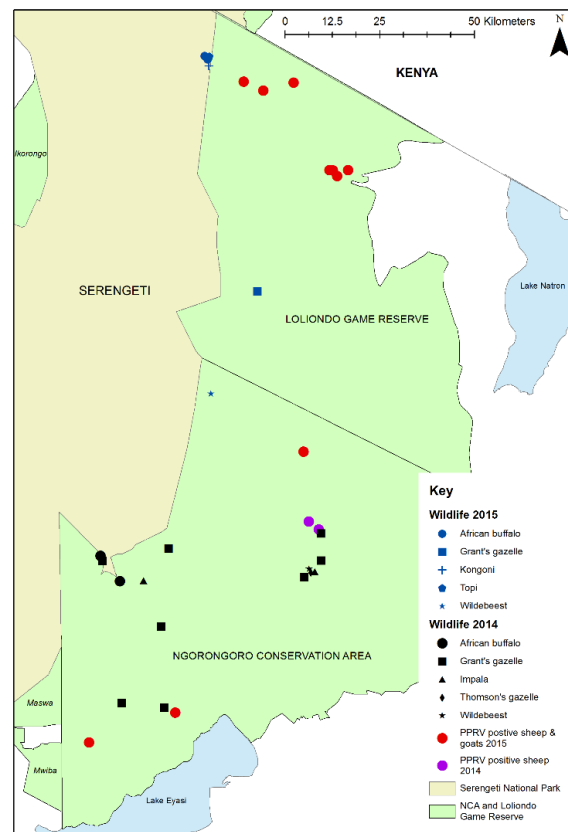 0 12.5 25 50 Kilometers
N
KENYA
Ikorongo
SERENGETI
Lake Natron
LOLIONDO GAME RESERVE
Key
Wildlife 2015
African buffalo
Grant's gazelle
Kongoni
Topi
Wildebeest
Wildlife 2014
African buffalo
Grant's gazelle
Impala
Thomson's gazelle
Wildebeest
PPRV postive sheep &
goats 2015
PPRV positive sheep
2014
Serengeti National Park
NCA and Loliondo
Game Reserve
NGORONGORO CONSERVATION AREA
Maswa
Mwiba
Lake Eyasi